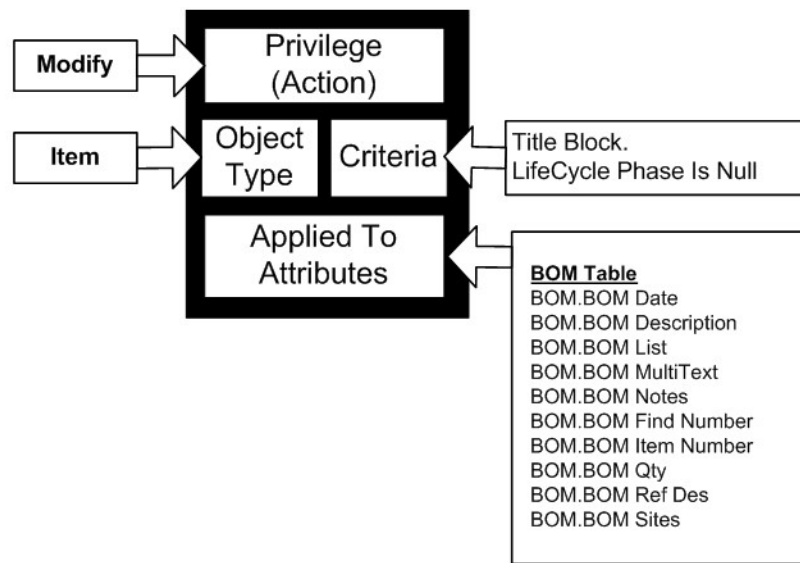 Modify
Privilege
(Action)
Item
Object
Type
Criteria
Title Block.
LifeCycle Phase Is Null
Applied To
Attributes
BOM Table
BOM.BOM Date
BOM.BOM Description
BOM.BOM List
BOM.BOM MultiText
BOM.BOM Notes
BOM.BOM Find Number
BOM.BOM Item Number
BOM.BOM Qty
BOM.BOM Ref Des
BOM.BOM Sites